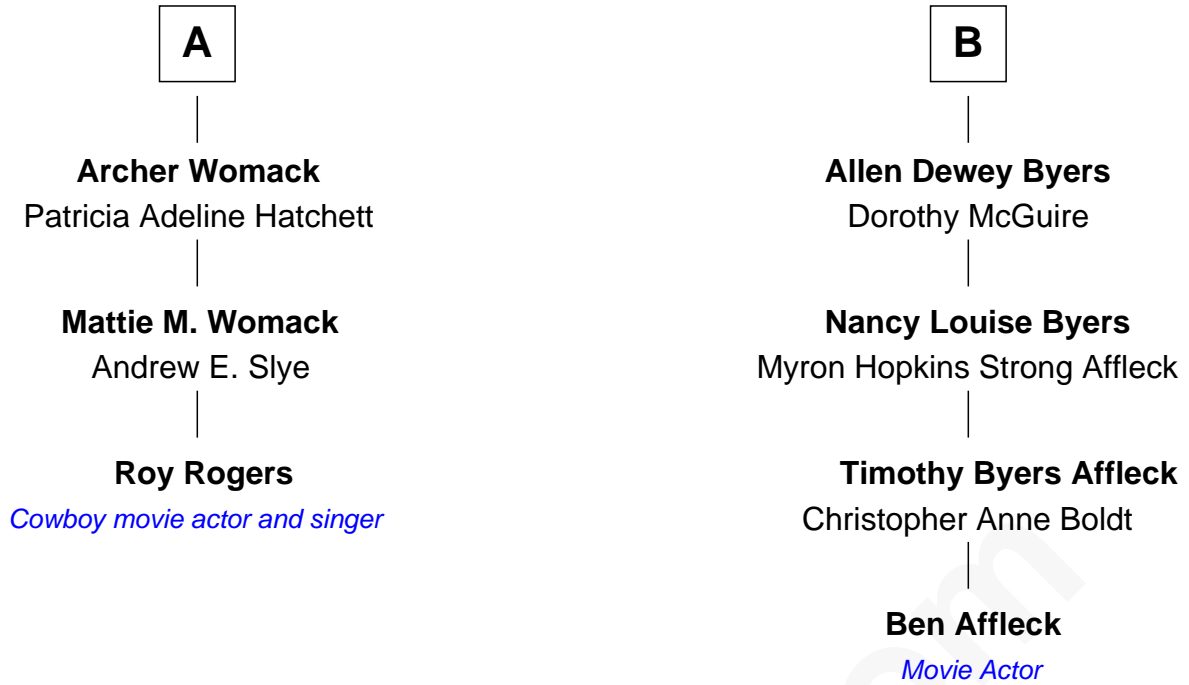 A
Archer Womack
Patricia Adeline Hatchett
Mattie M. Womack
Andrew E. Slye
Roy Rogers
Cowboy movie actor and singer
B
Allen Dewey Byers
Dorothy McGuire
Nancy Louise Byers
Myron Hopkins Strong Affleck
Timothy Byers Affleck
Christopher Anne Boldt
Ben Affleck
Movie Actor
om